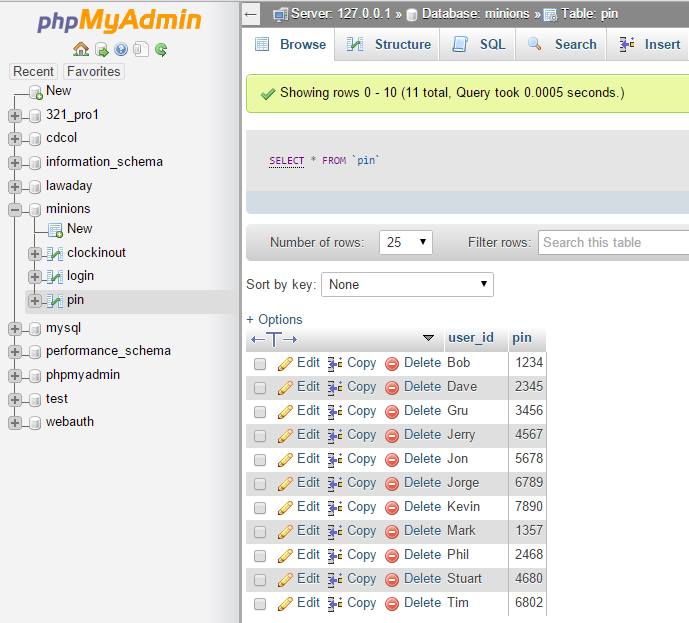 phpMyAdmin
Recent Favorites
New
321_pro1
cdcol
information_schema
lawaday
minions
New
clockinout
login
pin
mysql
performance_schema
phpmyadmin
test
webauth
Server: 127.0.0.1 » Database: minions » Table: pin
Browse Structure SQL Search Insert
Showing rows 0 - 10 (11 total, Query took 0.0005 seconds.)
SELECT * FROM `pin`
Number of rows: 25 Filter rows: Search this table
Sort by key: None
+ Options
←T→ user_id pin
Edit Copy Delete Bob 1234
Edit Copy Delete Dave 2345
Edit Copy Delete Gru 3456
Edit Copy Delete Jerry 4567
Edit Copy Delete Jon 5678
Edit Copy Delete Jorge 6789
Edit Copy Delete Kevin 7890
Edit Copy Delete Mark 1357
Edit Copy Delete Phil 2468
Edit Copy Delete Stuart 4680
Edit Copy Delete Tim 6802